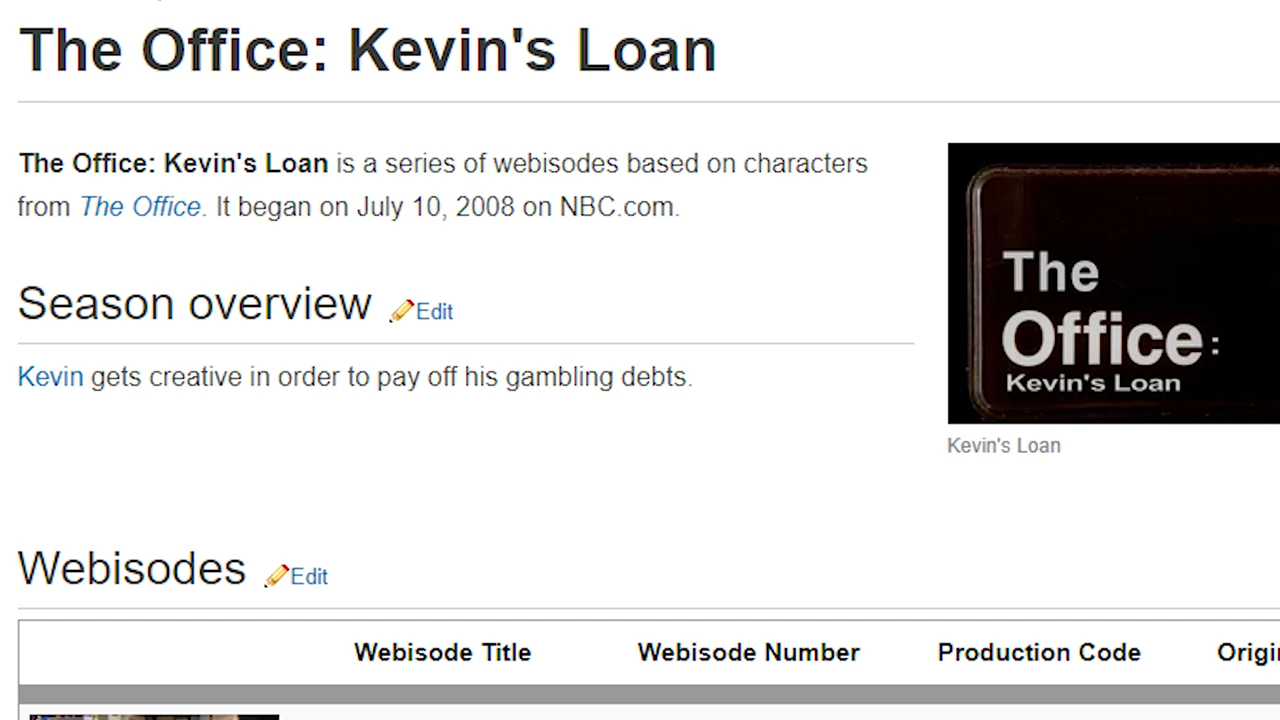 The Office: Kevin's Loan
The Office: Kevin's Loan is a series of webisodes based on characters
from The Office. It began on July 10, 2008 on NBC.com.
Season overview Edit
Kevin gets creative in order to pay off his gambling debts.
The
Office:
Kevin's Loan
Kevin's Loan
Webisodes Edit
Webisode Title Webisode Number Production Code